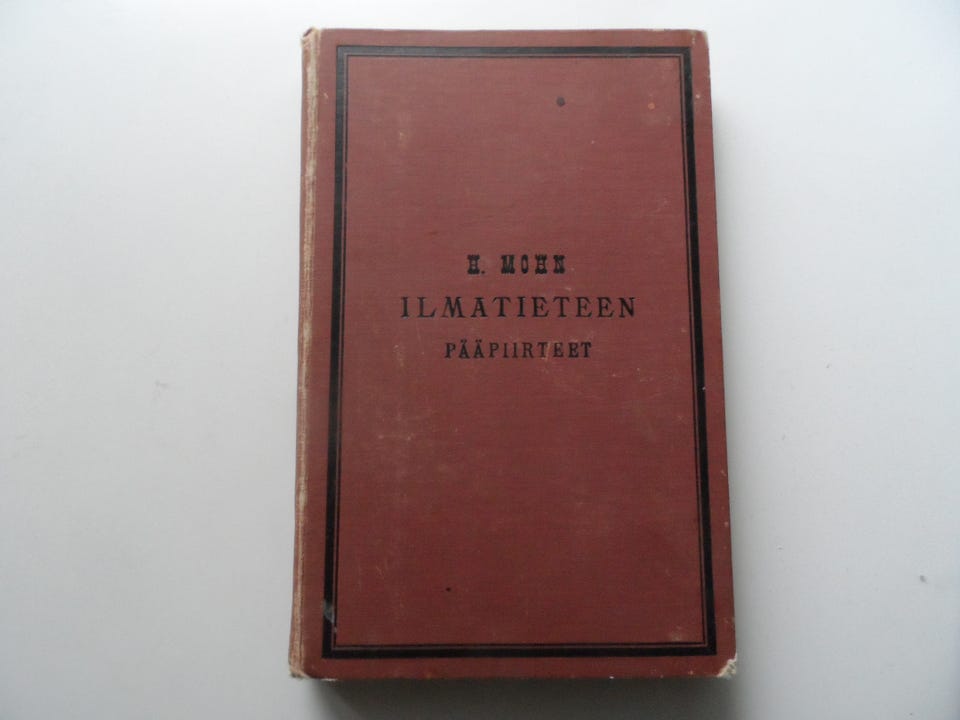 H. MOHN
ILMATIETEEN
PÄÄPIIRTEET